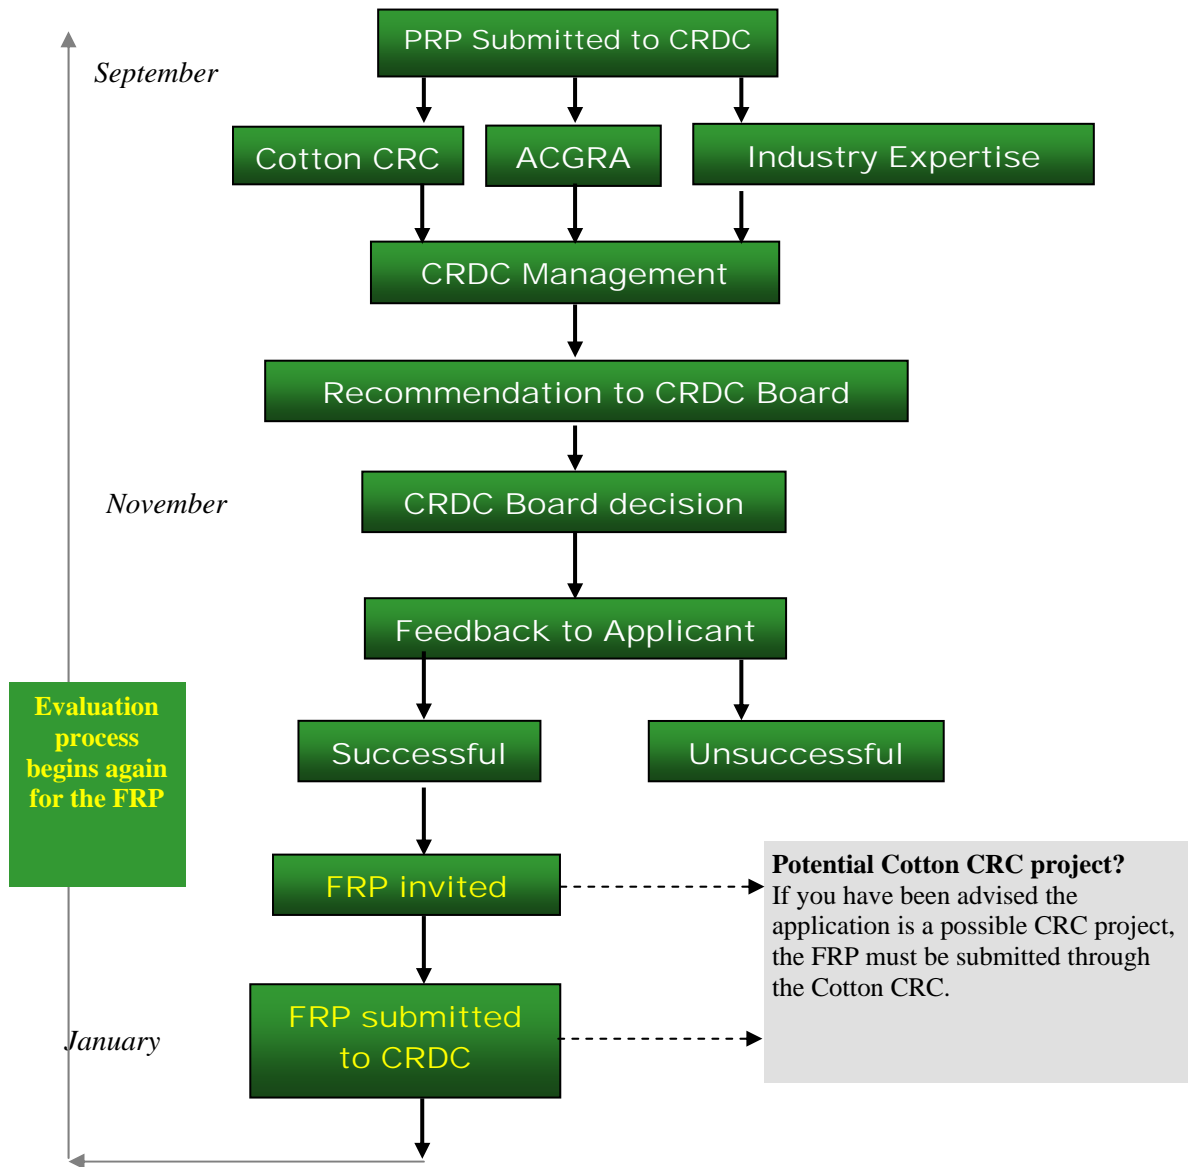 PRP Submitted to CRDC
September
Cotton CRC
ACGRA
Industry Expertise
CRDC Management
Recommendation to CRDC Board
November
CRDC Board decision
Feedback to Applicant
Evaluation
process
begins again
for the FRP
Successful
Unsuccessful
FRP invited
Potential Cotton CRC project?
If you have been advised the
application is a possible CRC project,
the FRP must be submitted through
the Cotton CRC.
January
FRP submitted
to CRDC